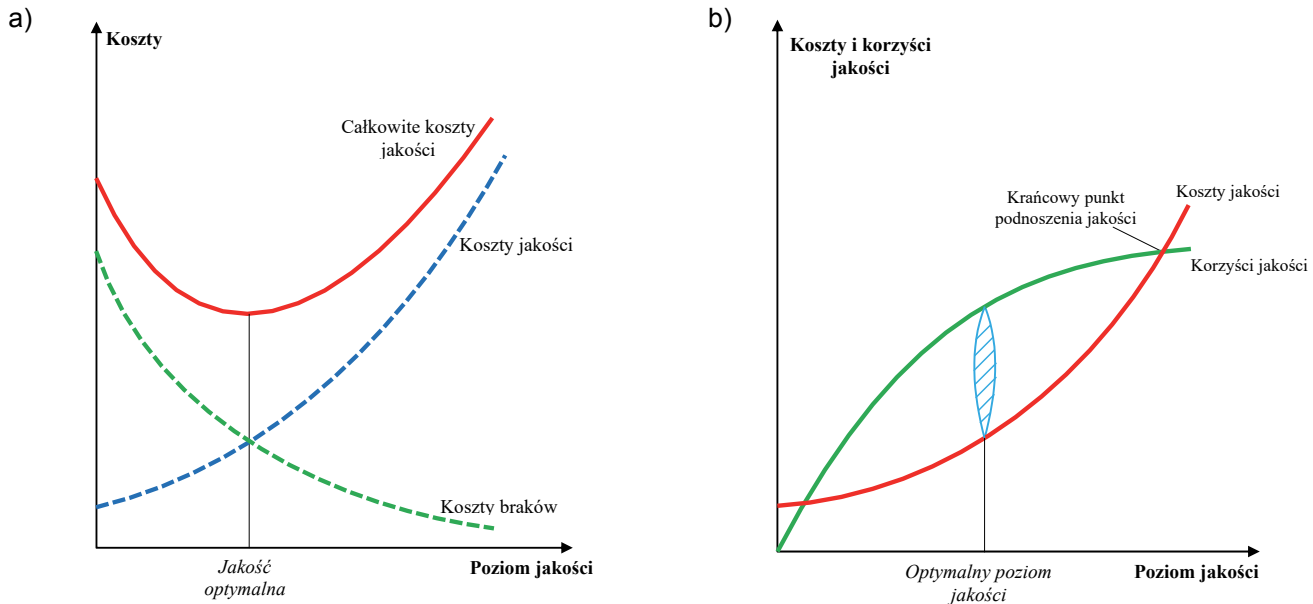 a)
Koszty
Całkowite koszty
jakości
Koszty jakości
Koszty braków
Jakość
optymalna
Poziom jakości
b)
Koszty i korzyści
jakości
Krańcowy punkt
podnoszenia jakości
Koszty jakości
Korzyści jakości
Optymalny poziom
jakości
Poziom jakości